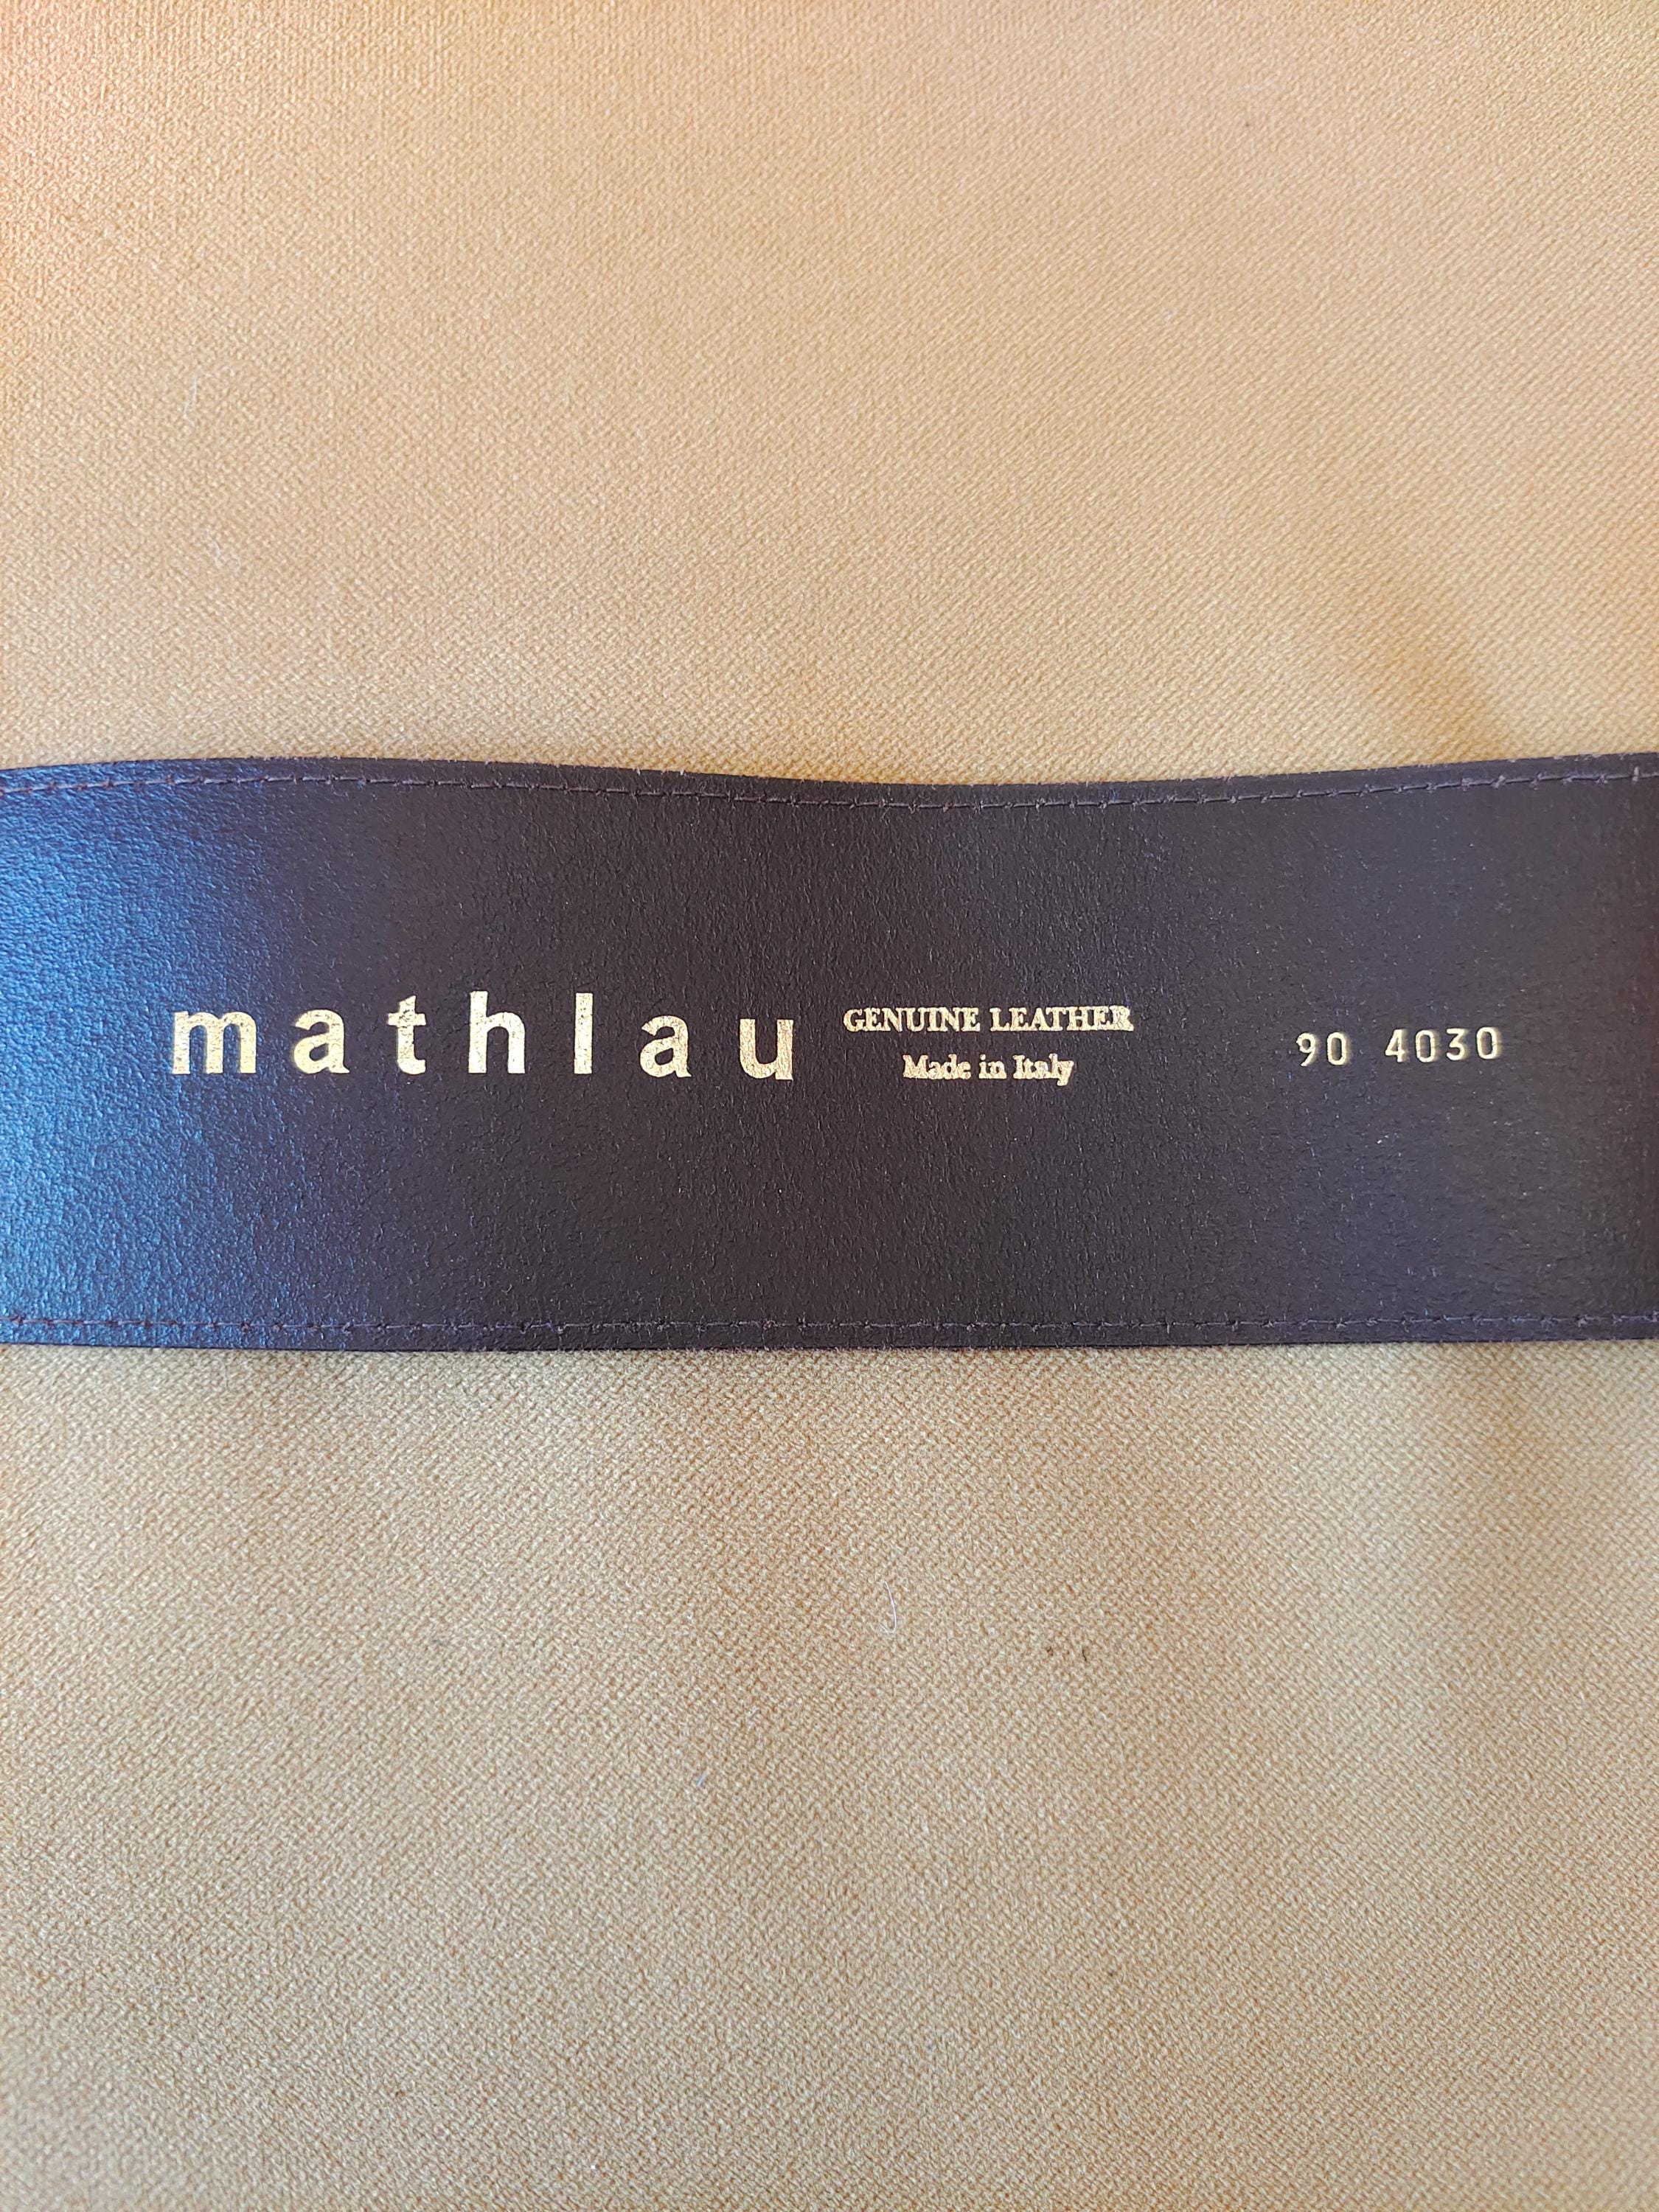 mathlau
GENUINE LEATHER
Made in Italy
90 4030